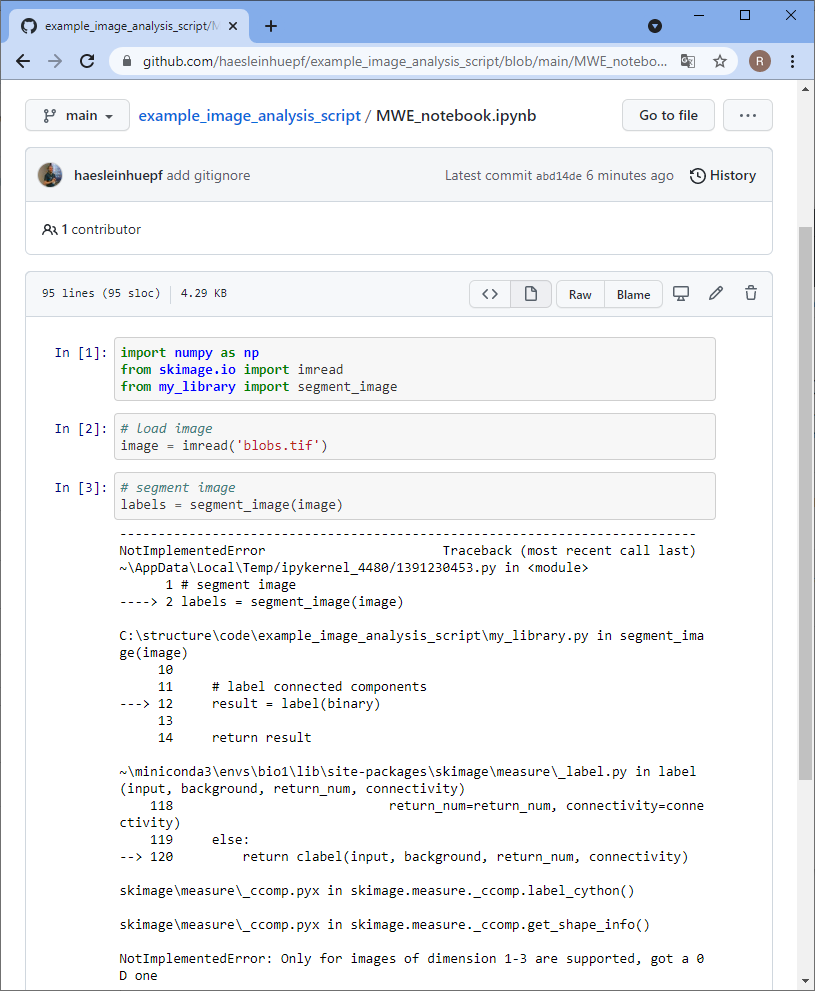 example_image_analysis_script/M
github.com/haesleinhuepf/example_image_analysis_script/blob/main/MWE_notebo...
R
main
example_image_analysis_script / MWE_notebook.ipynb
Go to file
...
haesleinhuepf add gitignore
Latest commit abd14de 6 minutes ago
History
1 contributor
95 lines (95 sloc)
4.29 KB
<>
Raw
Blame
In [1]:
import numpy as np
from skimage.io import imread
from my_library import segment_image
In [2]:
# load image
image = imread('blobs.tif')
In [3]:
# segment image
labels = segment_image(image)
---------------------------------------------------------------------------
NotImplementedError                       Traceback (most recent call last)
~\AppData\Local\Temp/ipykernel_4480/1391230453.py in <module>
      1 # segment image
----> 2 labels = segment_image(image)
C:\structure\code\example_image_analysis_script\my_library.py in segment_ima
ge(image)
     10
     11     # label connected components
---> 12     result = label(binary)
     13
     14     return result
~\miniconda3\envs\bio1\lib\site-packages\skimage\measure\_label.py in label
(input, background, return_num, connectivity)
    118                            return_num=return_num, connectivity=conne
ctivity)
    119     else:
--> 120         return clabel(input, background, return_num, connectivity)
skimage\measure\_ccomp.pyx in skimage.measure._ccomp.label_cython()
skimage\measure\_ccomp.pyx in skimage.measure._ccomp.get_shape_info()
NotImplementedError: Only for images of dimension 1-3 are supported, got a 0
D one